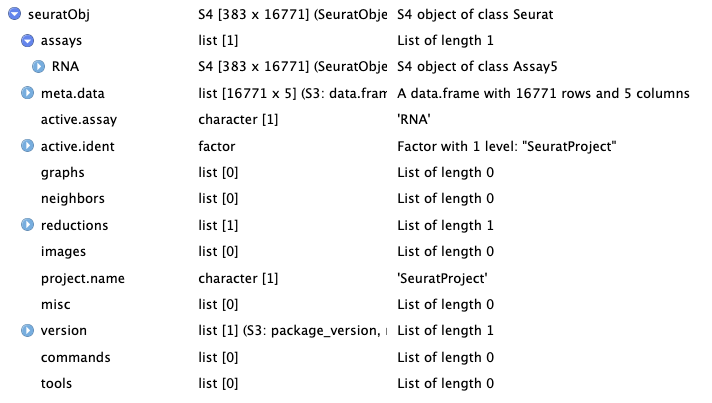 seuratObj S4 [383 x 16771] (SeuratObje S4 object of class Seurat
assays list [1] List of length 1
RNA S4 [383 x 16771] (SeuratObje S4 object of class Assay5
meta.data list [16771 x 5] (S3: data.fram A data.frame with 16771 rows and 5 columns
active.assay character [1] 'RNA'
active.ident factor Factor with 1 level: "SeuratProject"
graphs list [0] List of length 0
neighbors list [0] List of length 0
reductions list [1] List of length 1
images list [0] List of length 0
project.name character [1] 'SeuratProject'
misc list [0] List of length 0
version list [1] (S3: package_version, List of length 1
commands list [0] List of length 0
tools list [0] List of length 0